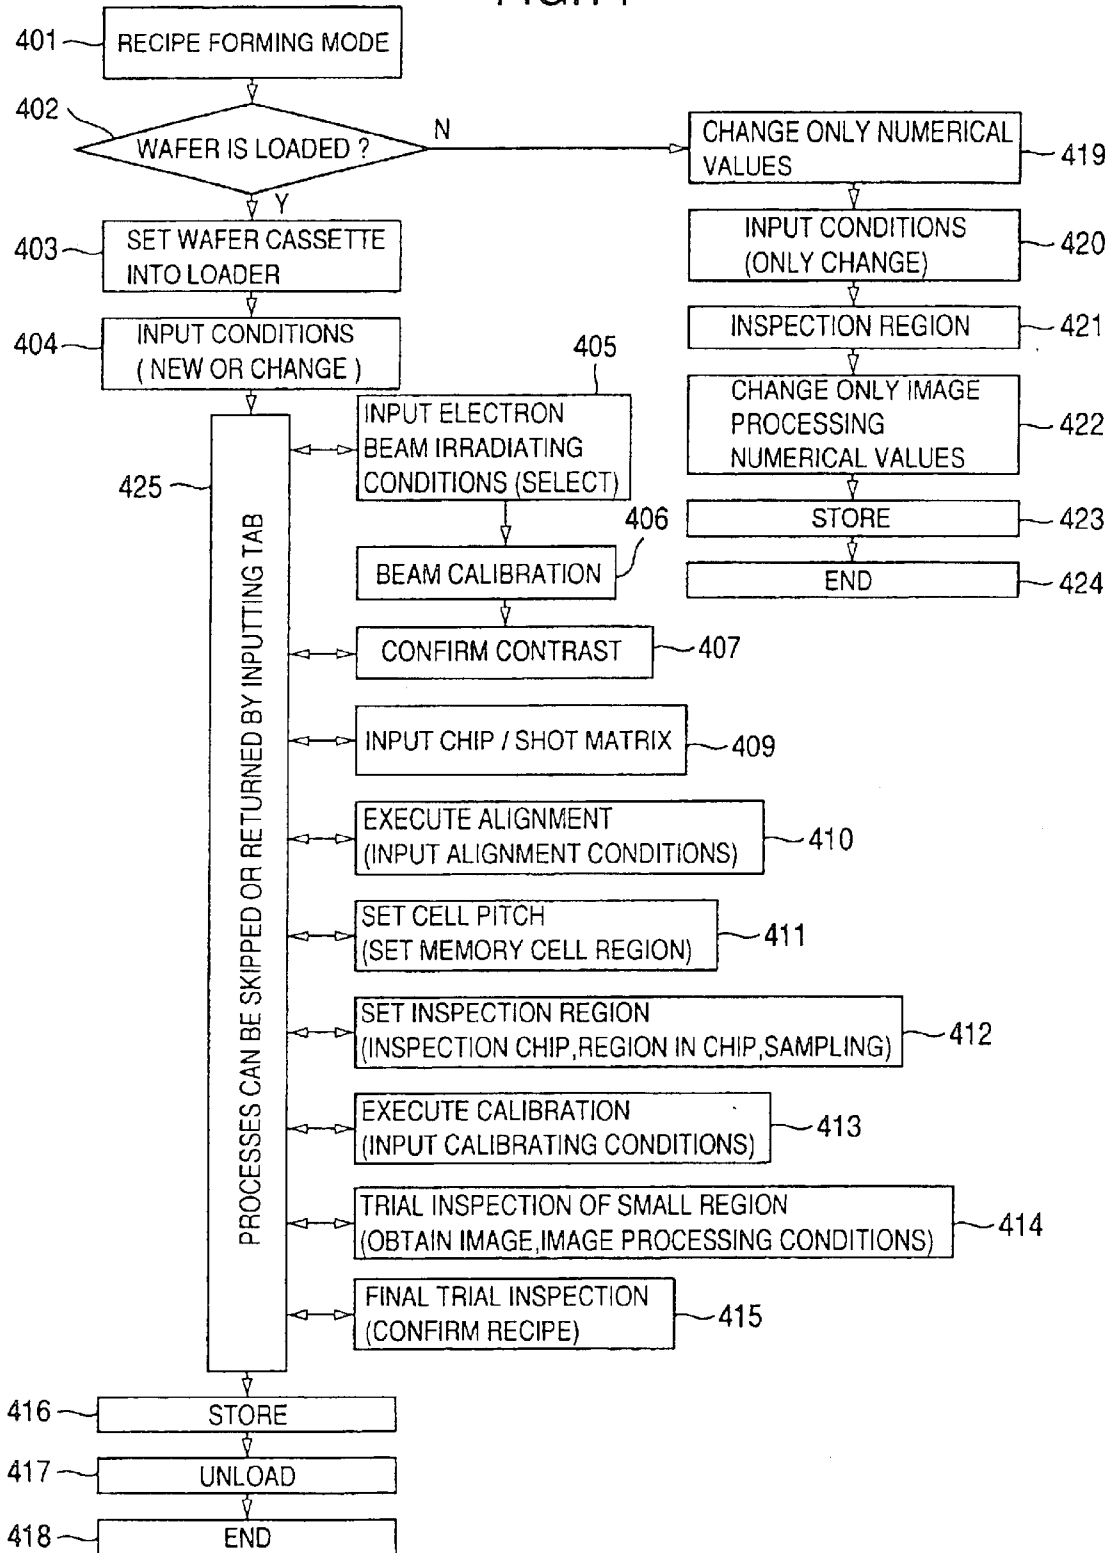 401
RECIPE FORMING MODE
402
WAFER IS LOADED ?
N
Y
403
SET WAFER CASSETTE
INTO LOADER
404
INPUT CONDITIONS
( NEW OR CHANGE )
425
PROCESSES CAN BE SKIPPED OR RETURNED BY INPUTTING TAB
405
INPUT ELECTRON
BEAM IRRADIATING
CONDITIONS (SELECT)
406
BEAM CALIBRATION
CONFIRM CONTRAST
407
INPUT CHIP / SHOT MATRIX
409
EXECUTE ALIGNMENT
(INPUT ALIGNMENT CONDITIONS)
410
SET CELL PITCH
(SET MEMORY CELL REGION)
411
SET INSPECTION REGION
(INSPECTION CHIP,REGION IN CHIP,SAMPLING)
412
EXECUTE CALIBRATION
(INPUT CALIBRATING CONDITIONS)
413
TRIAL INSPECTION OF SMALL REGION
(OBTAIN IMAGE,IMAGE PROCESSING CONDITIONS)
414
FINAL TRIAL INSPECTION
(CONFIRM RECIPE)
415
416
STORE
417
UNLOAD
418
END
CHANGE ONLY NUMERICAL
VALUES
419
INPUT CONDITIONS
(ONLY CHANGE)
420
INSPECTION REGION
421
CHANGE ONLY IMAGE
PROCESSING
NUMERICAL VALUES
422
STORE
423
END
424